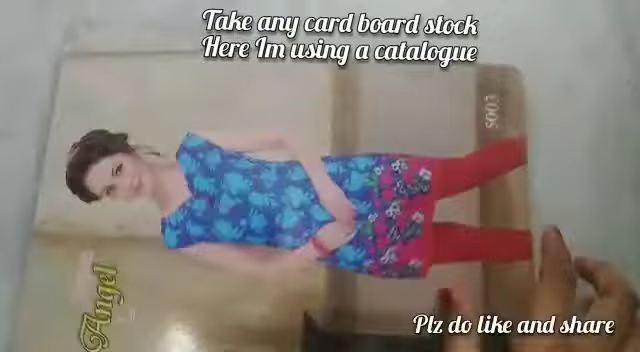 Take any card board stock
Here Im using a catalogue
5003
Angel
Plz do like and share